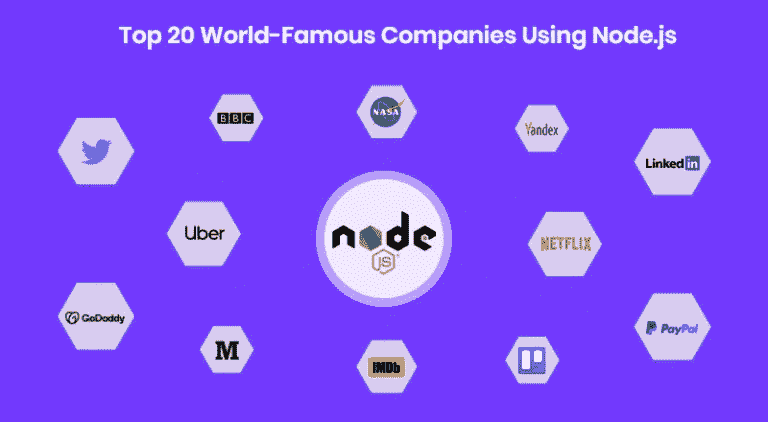 Top 20 World-Famous Companies Using Node.js
BBC
NASA
Yandex
LinkedIn
Uber
node
JS
NETFLIX
GoDaddy
PayPal
M
IMDb